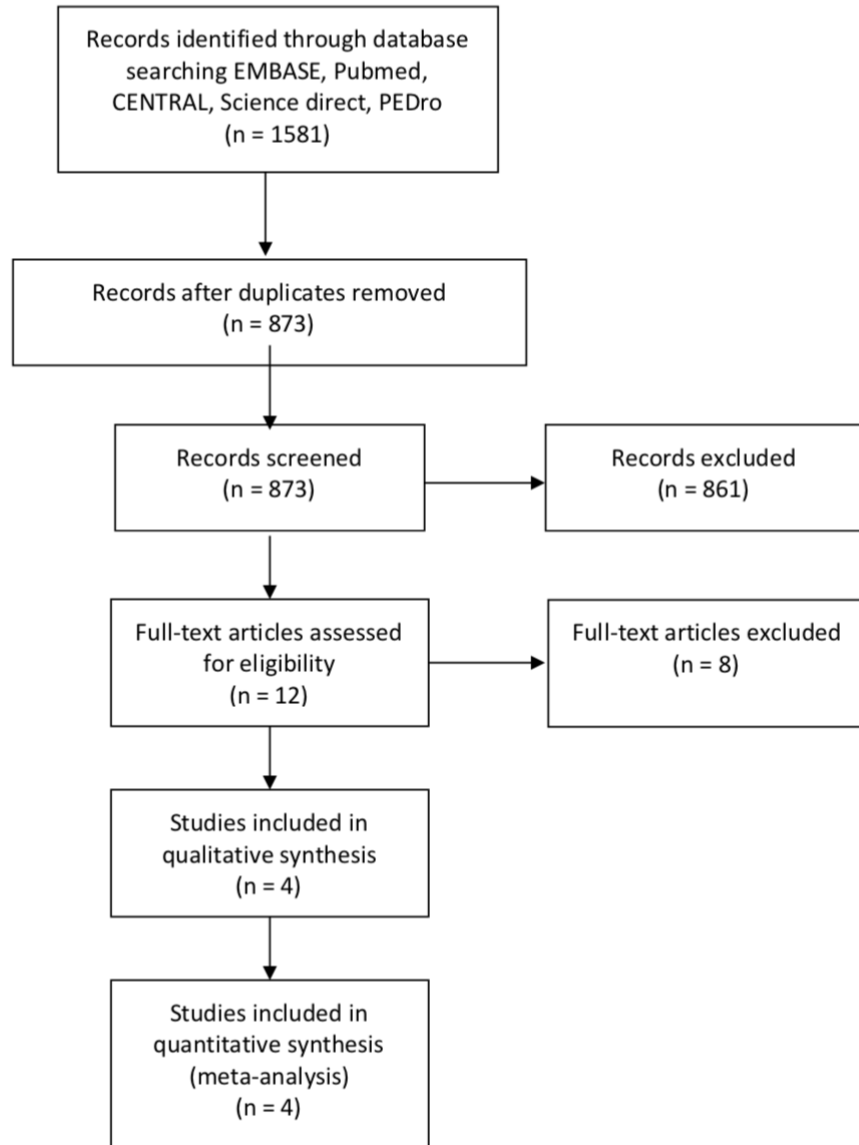 Records identified through database
searching EMBASE, Pubmed,
CENTRAL, Science direct, PEDro
(n = 1581)
Records after duplicates removed
(n = 873)
Records screened
(n = 873)
Records excluded
(n = 861)
Full-text articles assessed
for eligibility
(n = 12)
Full-text articles excluded
(n = 8)
Studies included in
qualitative synthesis
(n = 4)
Studies included in
quantitative synthesis
(meta-analysis)
(n = 4)